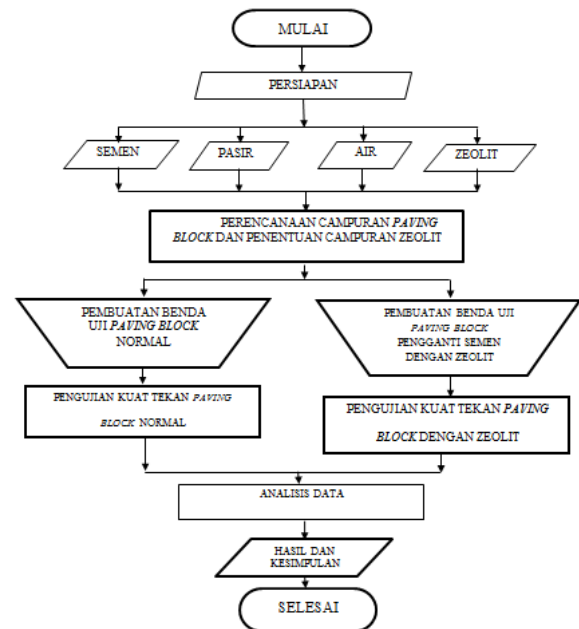 MULAI
PERSIAPAN
SEMEN
PASIR
AIR
ZEOLIT
PERENCANAAN CAMPURAN PAVING
BLOCK DAN PENENTUAN CAMPURAN ZEOLIT
PEMBUATAN BENDA
UJI PAVING BLOCK
NORMAL
PEMBUATAN BENDA UJI
PAVING BLOCK
PENGGANTI SEMEN
DENGAN ZEOLIT
PENGUJIAN KUAT TEKAN PAVING
BLOCK NORMAL
PENGUJIAN KUAT TEKAN PAVING
BLOCK DENGAN ZEOLIT
ANALISIS DATA
HASIL DAN
KESIMPULAN
SELESAI